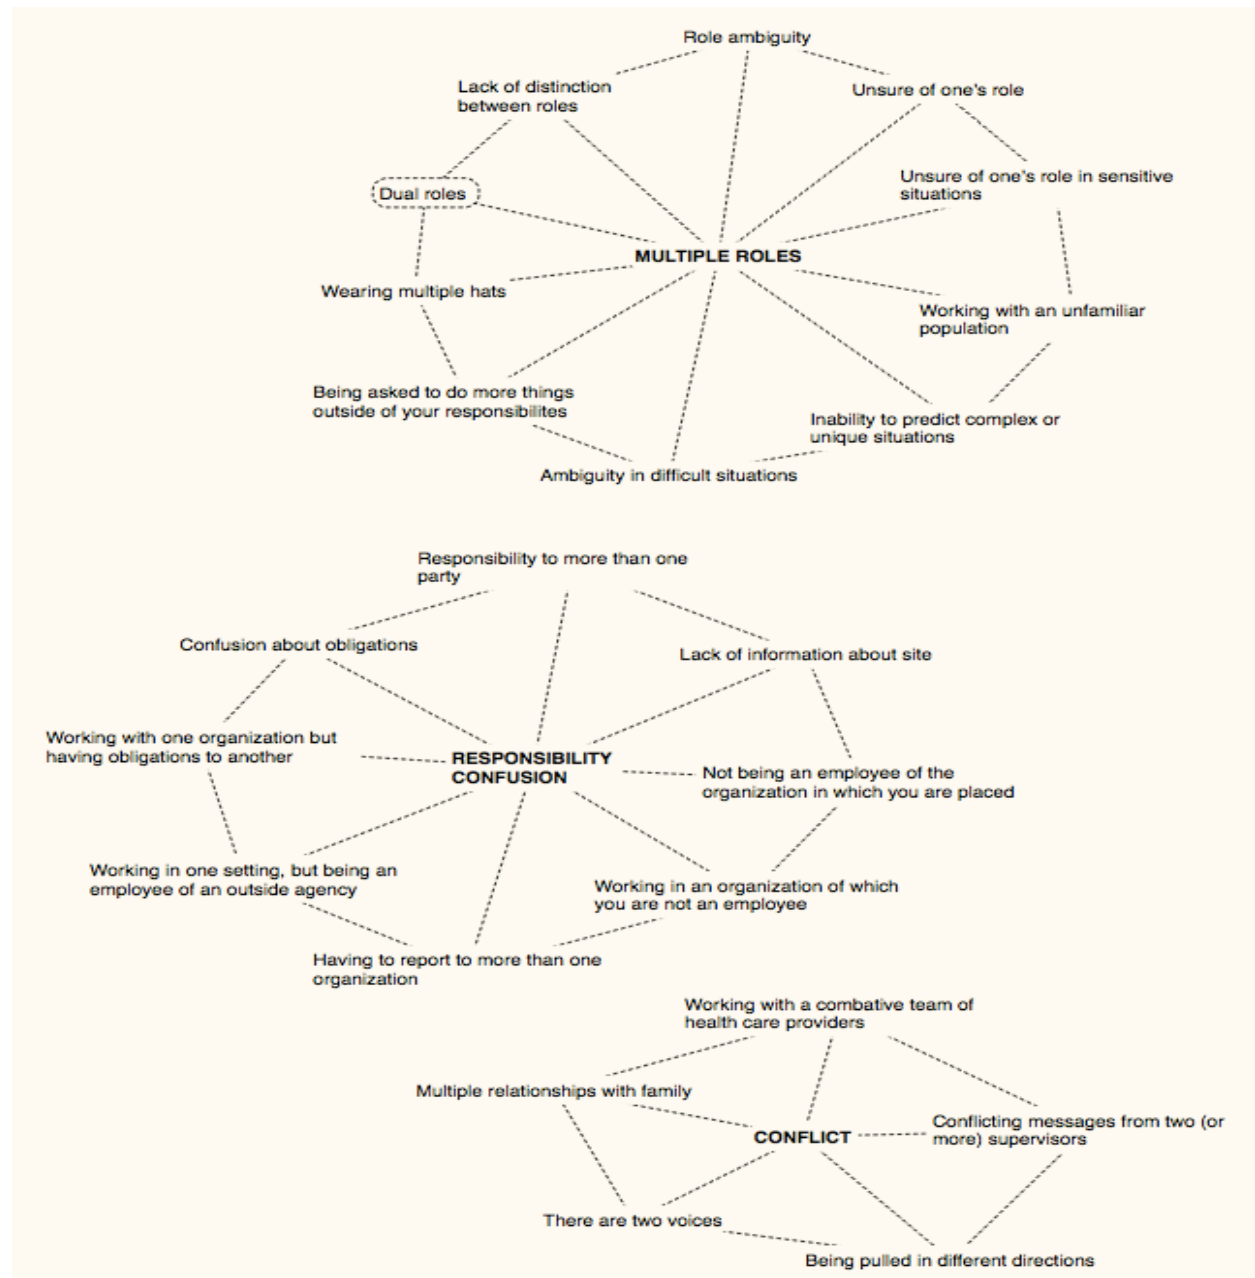 Role ambiguity
Lack of distinction
between roles
Unsure of one's role
Dual roles
Unsure of one's role in sensitive
situations
MULTIPLE ROLES
Wearing multiple hats
Working with an unfamiliar
population
Being asked to do more things
outside of your responsibilites
Inability to predict complex or
unique situations
Ambiguity in difficult situations
Responsibility to more than one
party
Confusion about obligations
Lack of information about site
Working with one organization but
having obligations to another
RESPONSIBILITY
CONFUSION
Not being an employee of the
organization in which you are placed
Working in one setting, but being an
employee of an outside agency
Working in an organization of which
you are not an employee
Having to report to more than one
organization
Working with a combative team of
health care providers
Multiple relationships with family
Conflicting messages from two (or
more) supervisors
CONFLICT
There are two voices
Being pulled in different directions